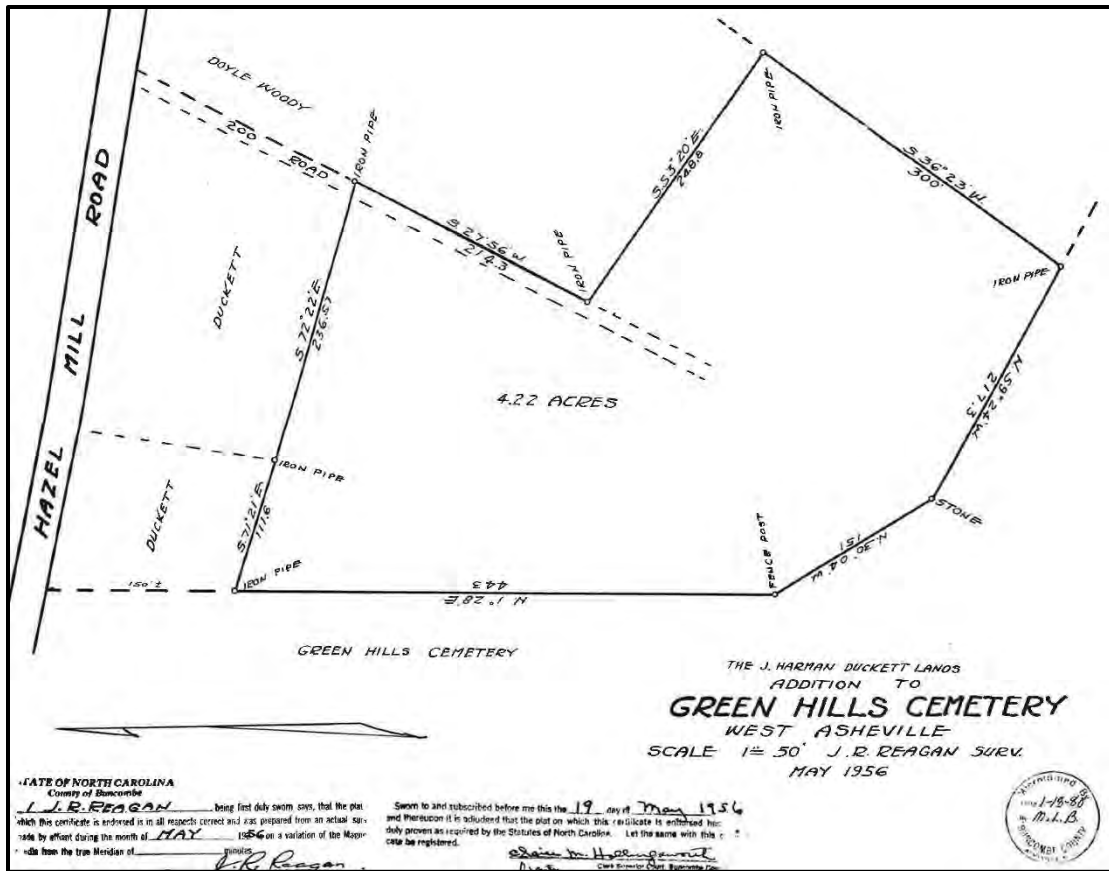 DOYLE WOODY
200 ROAD
IRON PIPE
IRON PIPE
S. 53° 20' E.
248.8
S. 36° 23' W.
300'
HAZEL MILL ROAD
DUCKETT
S. 72° 22' E.
236.57
S. 27° 56' W
214.3
IRON PIPE
IRON PIPE
N. 59° 24' W.
217.3
4.22 ACRES
IRON PIPE
DUCKETT
S. 71° 21' E.
111.6
STONE
N. 30° 04' W
151
FENCE POST
150' ±
IRON PIPE
443
N 1° 28' E
GREEN HILLS CEMETERY
THE J. HARMAN DUCKETT LANDS
ADDITION TO
GREEN HILLS CEMETERY
WEST ASHEVILLE
SCALE 1" = 50' J. R. REAGAN SURV.
MAY 1956
STATE OF NORTH CAROLINA
County of Buncombe
I J. R. REAGAN being first duly sworn says, that the plat
which this certificate is endorsed is in all respects correct and was prepared from an actual
made by affiant during the month of MAY 1956 on a variation of the
from the true Meridian of minutes
J. R. Reagan
Sworn to and subscribed before me this the 19 day of May 1956
and thereupon it is adjudged that the plat on which this certificate is endorsed has
duly proven as required by the Statutes of North Carolina. Let the same with this
cate be registered.
Clerk Superior Court, Buncombe
1-18-80
M.L.B.
BUNCOMBE COUNTY